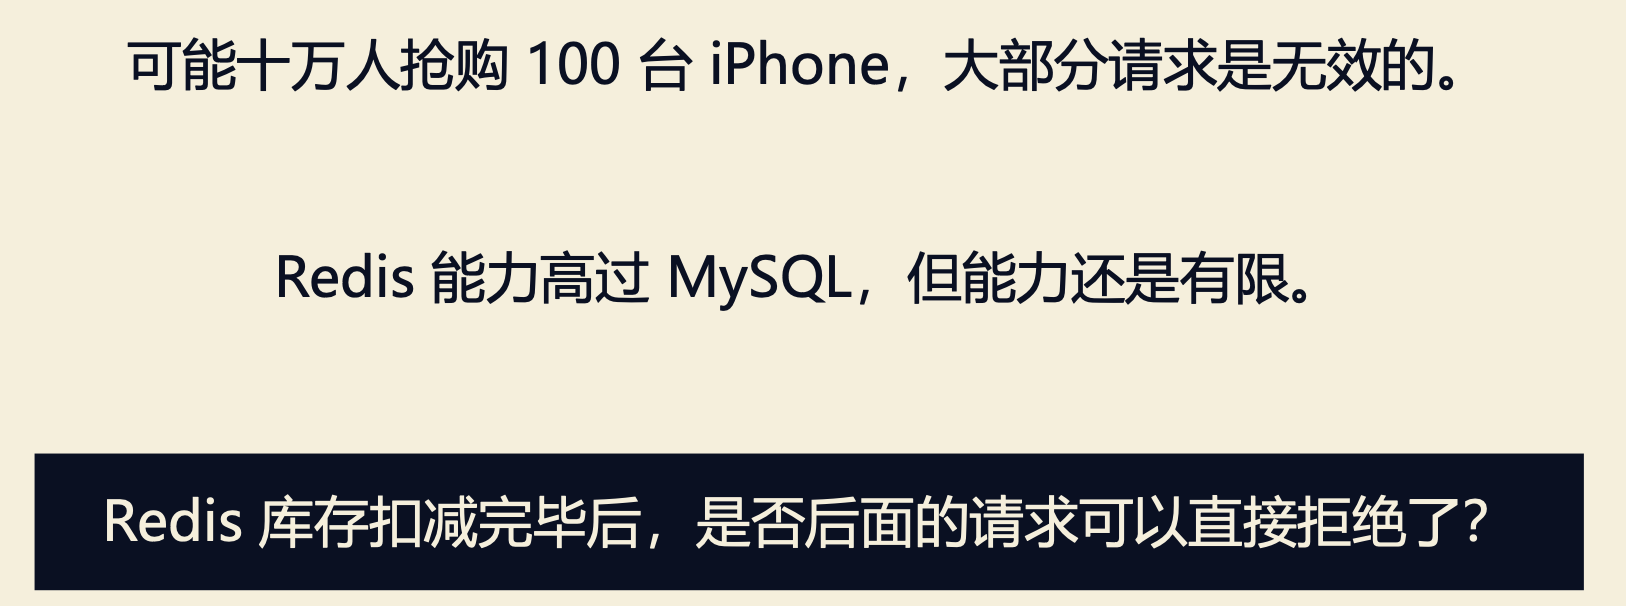 可能十万人抢购 100 台 iPhone，大部分请求是无效的。
Redis 能力高过 MySQL，但能力还是有限。
Redis 库存扣减完毕后，是否后面的请求可以直接拒绝了？